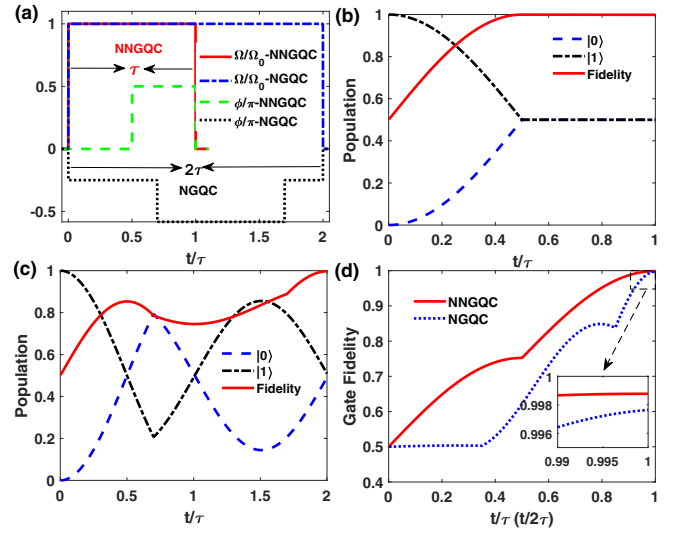 (a)
1
0.5
0
-0.5
NNGQC
τ
Ω/Ω₀-NNGQC
Ω/Ω₀-NGQC
ϕ/π-NNGQC
ϕ/π-NGQC
2τ
NGQC
0 0.5 1 1.5 2
t/τ
(b)
Population
1
0.8
0.6
0.4
0.2
0
|0⟩
|1⟩
Fidelity
0 0.2 0.4 0.6 0.8 1
t/τ
(c)
Population
1
0.8
0.6
0.4
0.2
0
|0⟩
|1⟩
Fidelity
0 0.5 1 1.5 2
t/τ
(d)
Gate Fidelity
1
0.9
0.8
0.7
0.6
0.5
0.4
NNGQC
NGQC
1
0.998
0.996
0.99 0.995 1
0 0.2 0.4 0.6 0.8 1
t/τ (t/2τ)